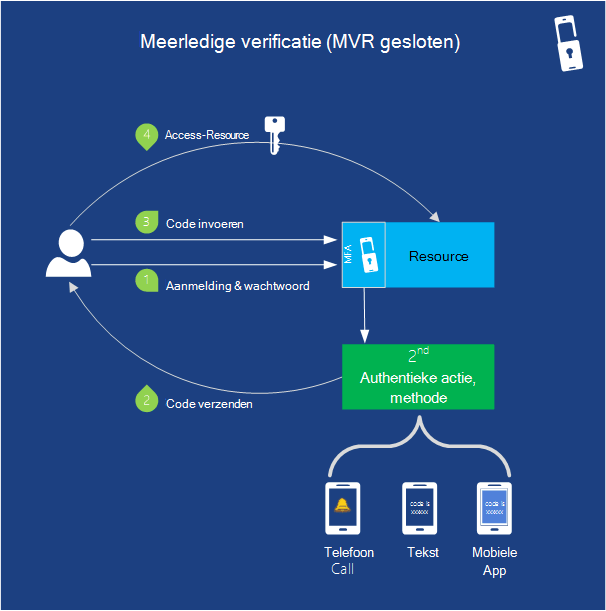 Meerledige verificatie (MVR gesloten)
4 Access-Resource
3 Code invoeren
MFA
Resource
1 Aanmelding & wachtwoord
2nd
Authentieke actie,
methode
2 Code verzenden
code is
xxxxxx
code is
xxxxxx
Telefoon
Call
Tekst
Mobiele
App